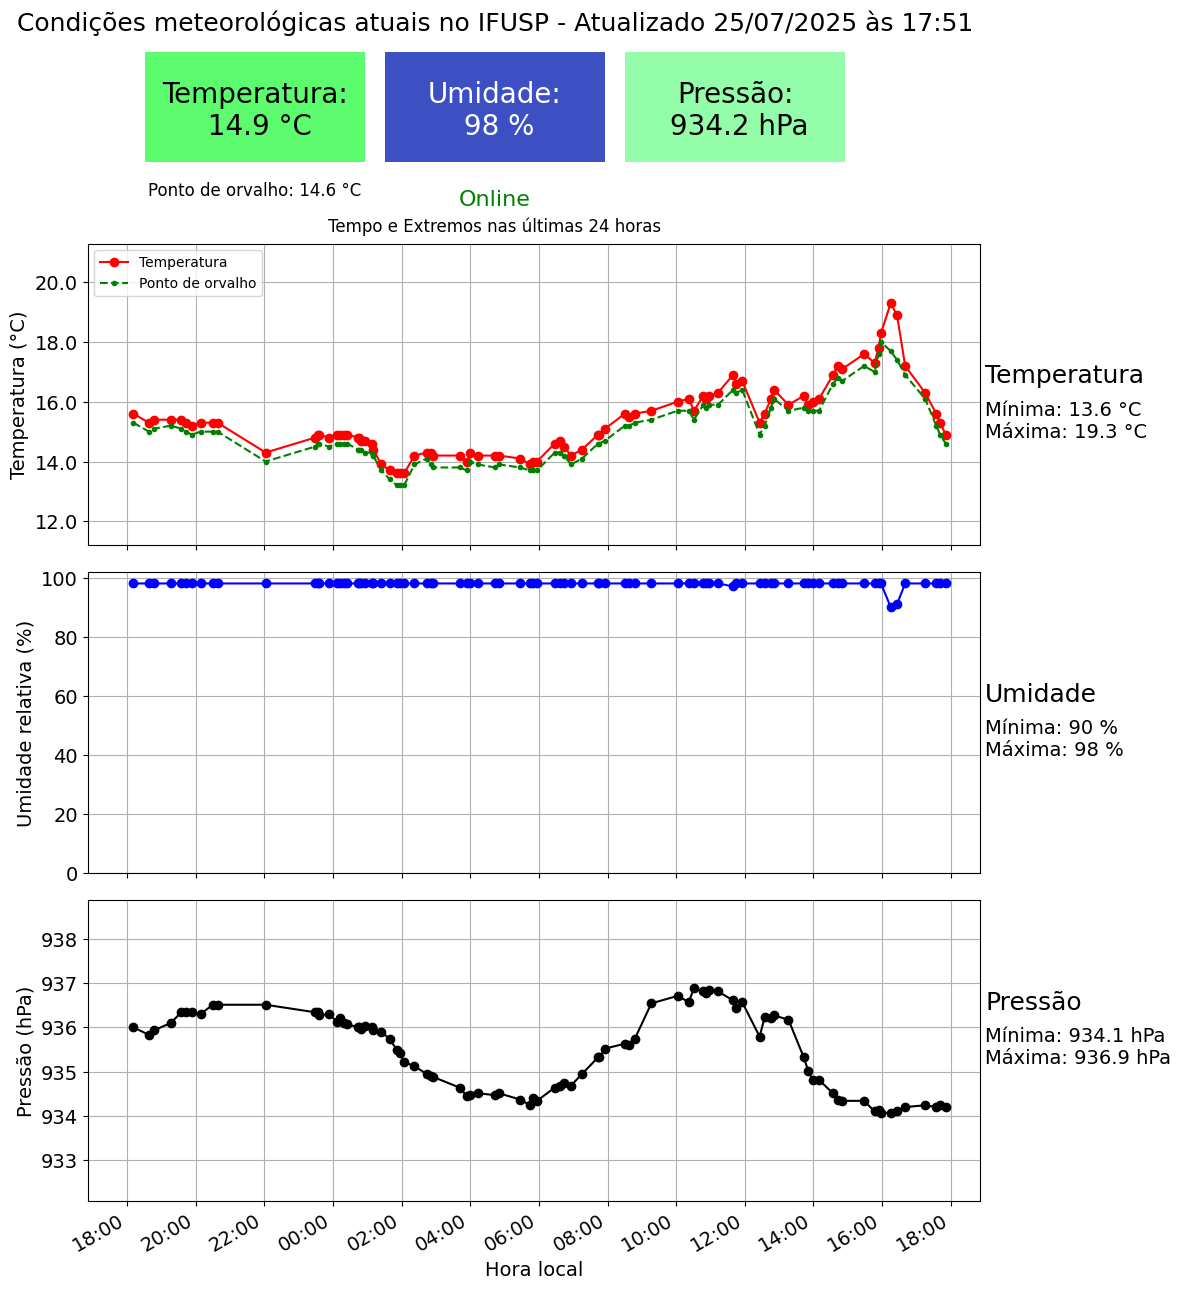 Condições meteorológicas atuais no IFUSP - Atualizado 25/07/2025 às 17:51
Temperatura:
14.9 °C
Umidade:
98 %
Pressão:
934.2 hPa
Ponto de orvalho: 14.6 °C
Online
Tempo e Extremos nas últimas 24 horas
Temperatura
Ponto de orvalho
Temperatura (°C)
20.0
18.0
16.0
14.0
12.0
Temperatura
Mínima: 13.6 °C
Máxima: 19.3 °C
Umidade relativa (%)
100
80
60
40
20
0
Umidade
Mínima: 90 %
Máxima: 98 %
Pressão (hPa)
938
937
936
935
934
933
Pressão
Mínima: 934.1 hPa
Máxima: 936.9 hPa
18:00 20:00 22:00 00:00 02:00 04:00 06:00 08:00 10:00 12:00 14:00 16:00 18:00
Hora local